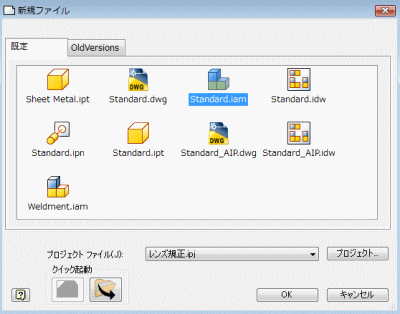 新規ファイル
既定
OldVersions
Sheet Metal.ipt
Standard.dwg
Standard.iam
Standard.idw
Standard.ipn
Standard.ipt
Standard_AIP.dwg
Standard_AIP.idw
Weldment.iam
プロジェクト ファイル(J):
レンズ規正.ipj
プロジェクト...
クイック起動
OK
キャンセル